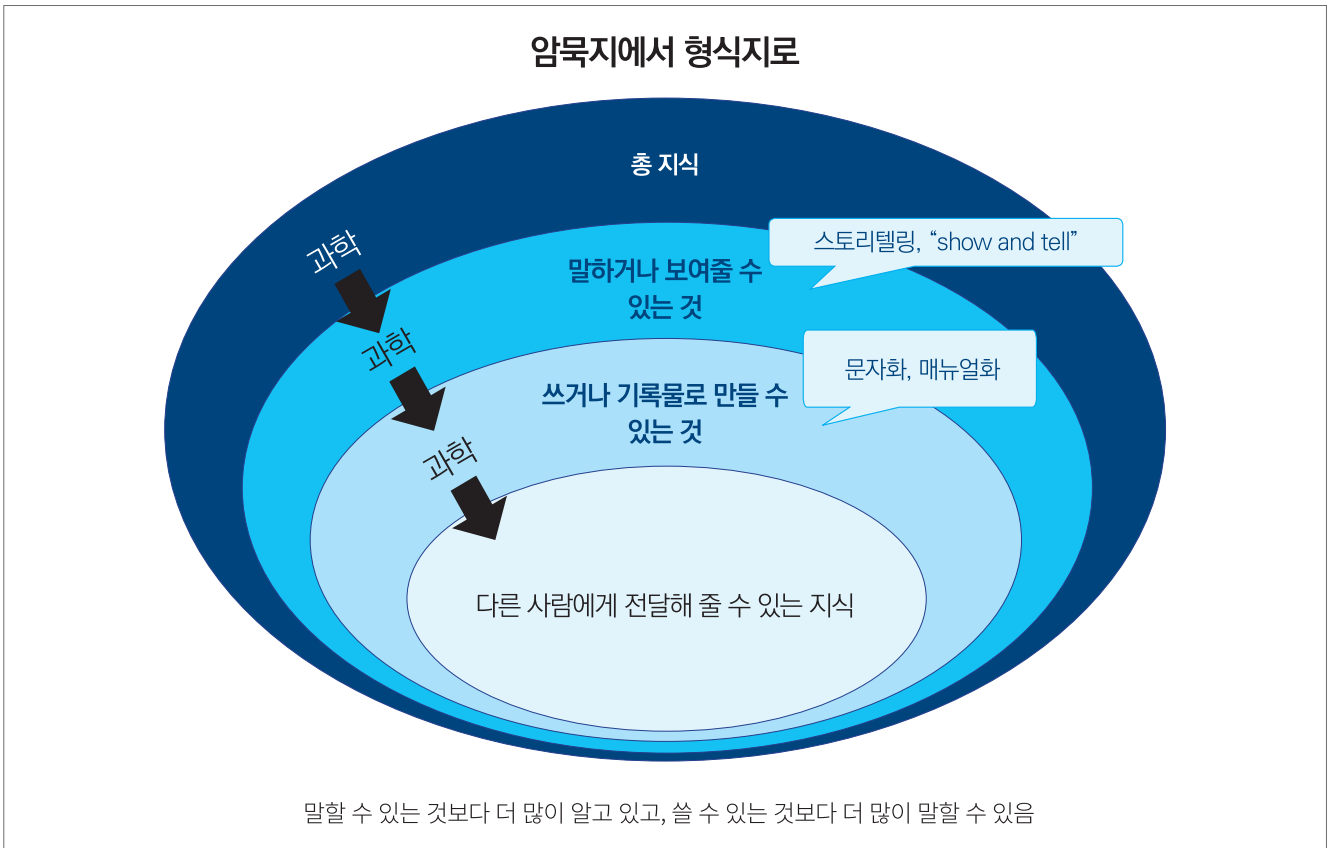 암묵지에서 형식지로
총 지식
스토리텔링, “show and tell”
과학
말하거나 보여줄 수
있는 것
과학
문자화, 매뉴얼화
쓰거나 기록물로 만들 수
있는 것
과학
다른 사람에게 전달해 줄 수 있는 지식
말할 수 있는 것보다 더 많이 알고 있고, 쓸 수 있는 것보다 더 많이 말할 수 있음